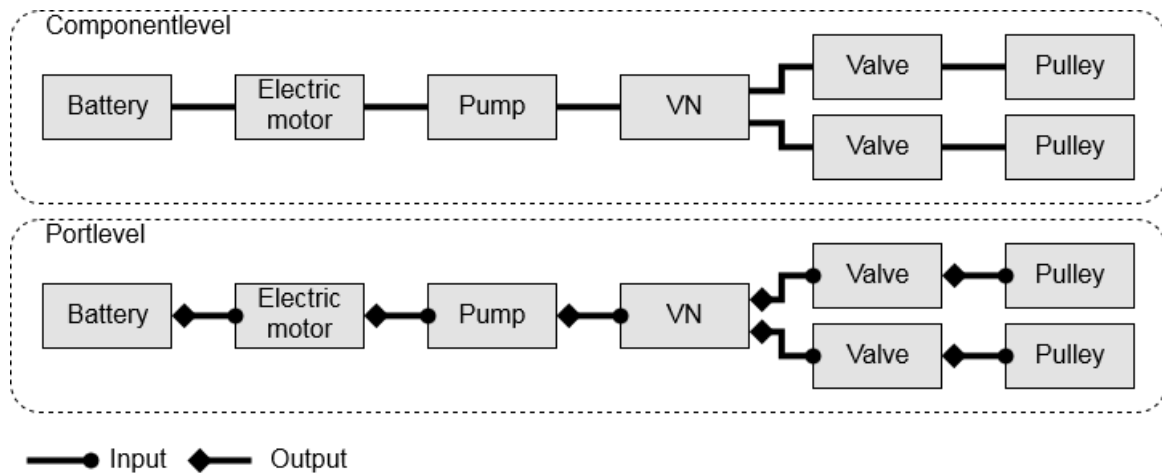 Componentlevel
Battery
Electric
motor
Pump
VN
Valve
Pulley
Valve
Pulley
Portlevel
Battery
Electric
motor
Pump
VN
Valve
Pulley
Valve
Pulley
Input
Output